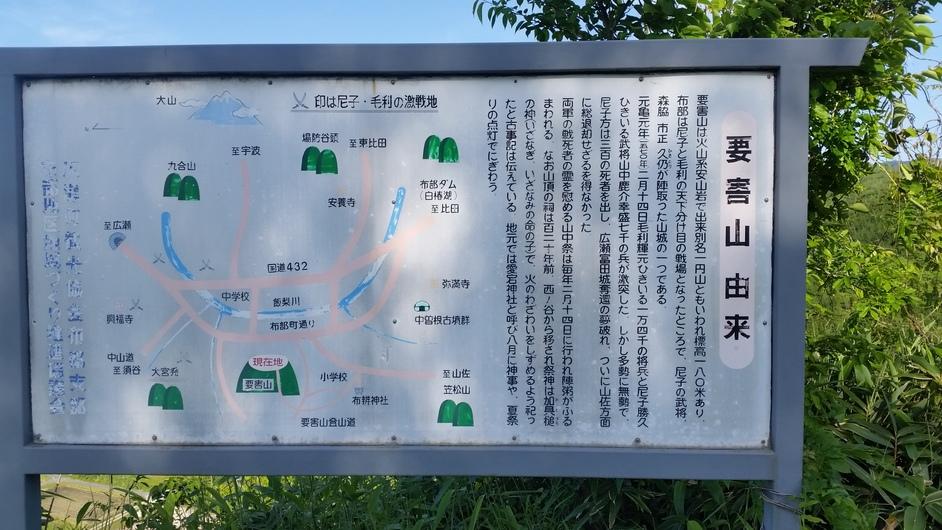 要害山由来
要害山は火山系安山岩で出来別名一円山ともいわれ標高二八〇米あり、
布部は尼子と毛利の天下分け目の戦場となったところで、尼子の武将、
森脇 市正 久仍が陣取った山城の一つである。
元亀元年二月十四日毛利輝元ひきいる一万四千の将兵と尼子勝久
ひきいる武将山中鹿介幸盛七千の兵が激突した。しかし多勢に無勢で、
尼子方は三百の死者を出し、広瀬富田城奪還の夢破れ、ついに山佐方面
に総退却せざるを得なかった
両軍の戦死者の霊を慰める山中祭は毎年二月十四日に行われ陣粥がふる
まわれる。なお山頂の祠は百二十年前、西ノ谷から移され祭神は加具槌
の神いざなぎ、いざなみの命の子で、火のわざわいをしずめるよう祀っ
たと古事記は伝えている 地元では愛宕神社と呼び八月に神事や、夏祭
りの点灯でにぎわう
印は尼子・毛利の激戦地
大山
九合山
至宇波
場防谷頭
至東比田
布部ダム
(白椿湖)
至比田
安養寺
至広瀬
国道432
中学校
飯梨川
布部町通り
弥満寺
中曽根古墳群
興福寺
中山道
至須谷
大宮升
現在地
要害山
小学校
布耕神社
至山佐
笠松山
要害山登山道